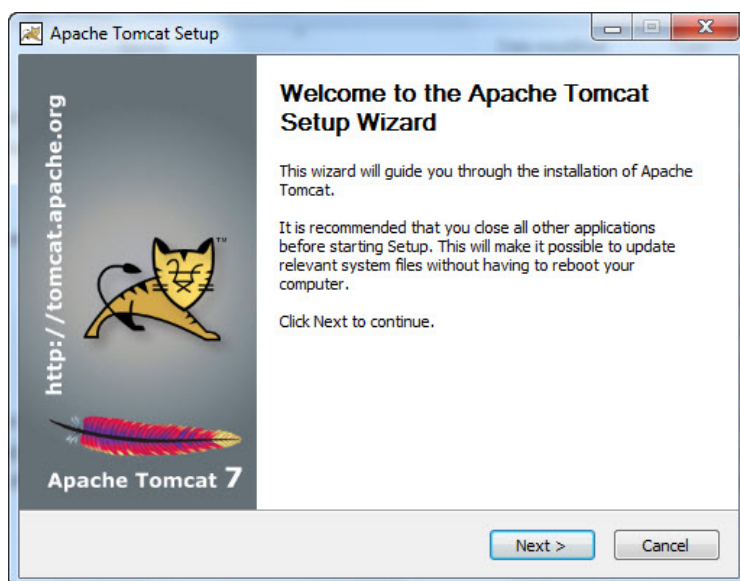 Apache Tomcat Setup
http://tomcat.apache.org
TM
Apache Tomcat 7
Welcome to the Apache Tomcat
Setup Wizard
This wizard will guide you through the installation of Apache
Tomcat.
It is recommended that you close all other applications
before starting Setup. This will make it possible to update
relevant system files without having to reboot your
computer.
Click Next to continue.
Next >
Cancel